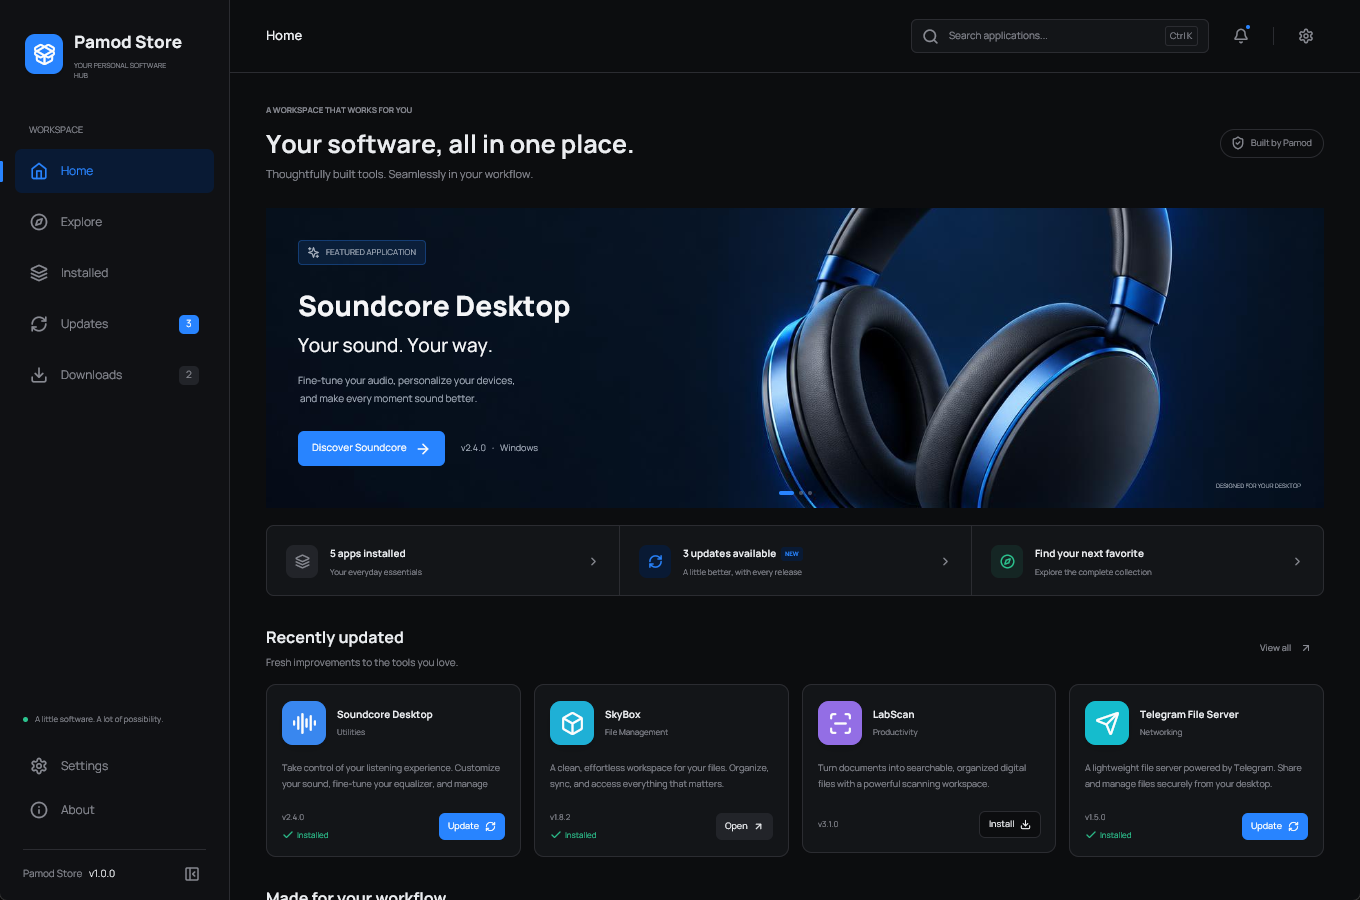 Pamod Store
YOUR PERSONAL SOFTWARE
HUB
WORKSPACE
Home
Explore
Installed
Updates 3
Downloads 2
A little software. A lot of possibility.
Settings
About
Pamod Store v1.0.0
Home
Search applications...
Ctrl K
A WORKSPACE THAT WORKS FOR YOU
Your software, all in one place.
Thoughtfully built tools. Seamlessly in your workflow.
Built by Pamod
FEATURED APPLICATION
Soundcore Desktop
Your sound. Your way.
Fine-tune your audio, personalize your devices,
and make every moment sound better.
Discover Soundcore
v2.4.0 · Windows
DESIGNED FOR YOUR DESKTOP
5 apps installed
Your everyday essentials
3 updates available NEW
A little better, with every release
Find your next favorite
Explore the complete collection
Recently updated
Fresh improvements to the tools you love.
View all
Soundcore Desktop
Utilities
Take control of your listening experience. Customize
your sound, fine-tune your equalizer, and manage
v2.4.0
Installed
Update
SkyBox
File Management
A clean, effortless workspace for your files. Organize,
sync, and access everything that matters.
v1.8.2
Installed
Open
LabScan
Productivity
Turn documents into searchable, organized digital
files with a powerful scanning workspace.
v3.1.0
Install
Telegram File Server
Networking
A lightweight file server powered by Telegram. Share
and manage files securely from your desktop.
v1.5.0
Installed
Update
Made for your workflow